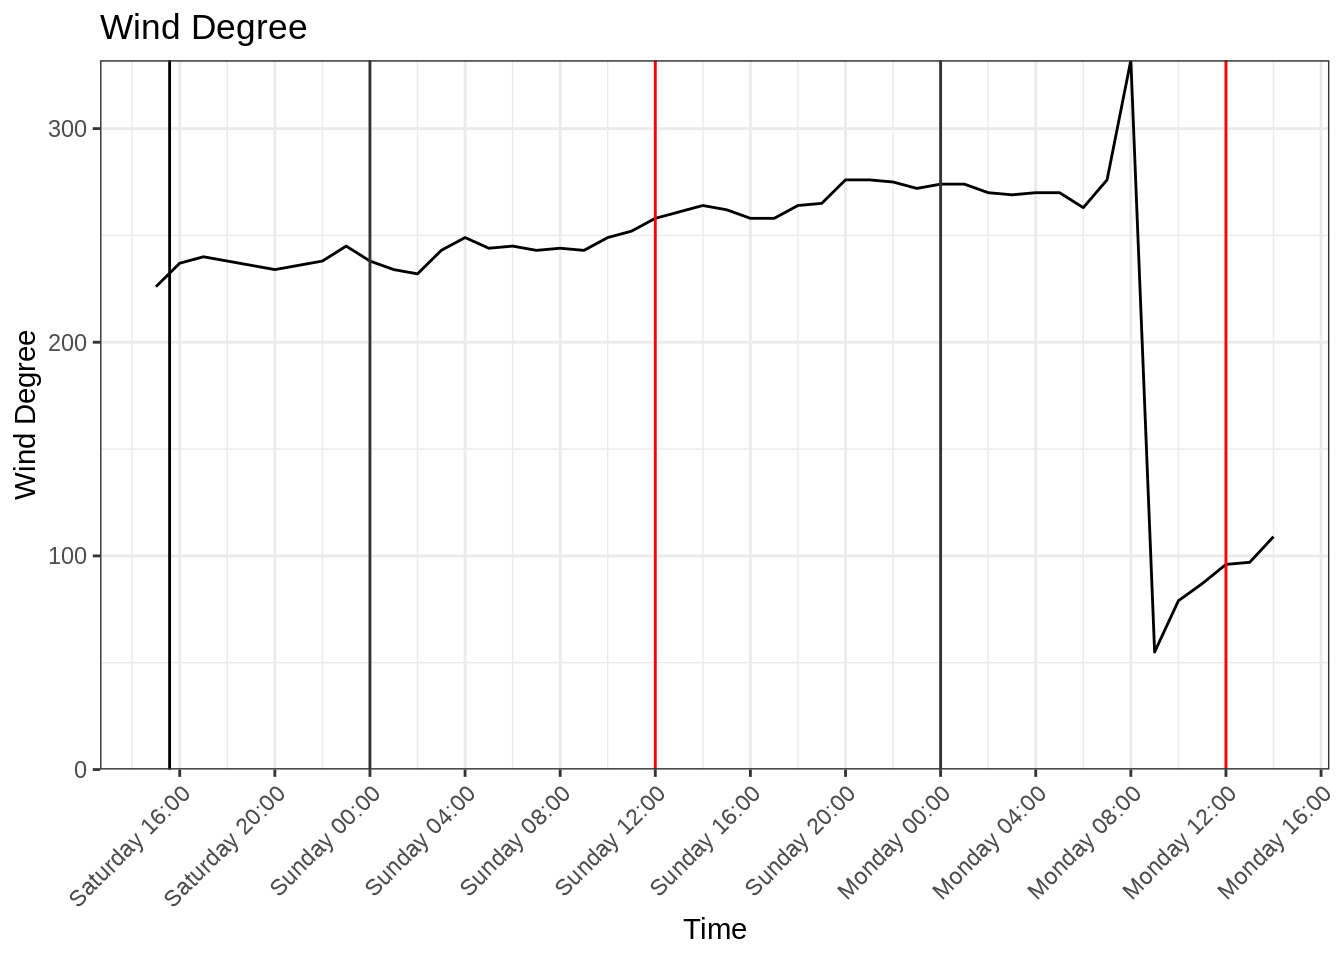 Wind Degree
Wind Degree
300
200
100
0
Saturday 16:00
Saturday 20:00
Sunday 00:00
Sunday 04:00
Sunday 08:00
Sunday 12:00
Sunday 16:00
Sunday 20:00
Monday 00:00
Monday 04:00
Monday 08:00
Monday 12:00
Monday 16:00
Time